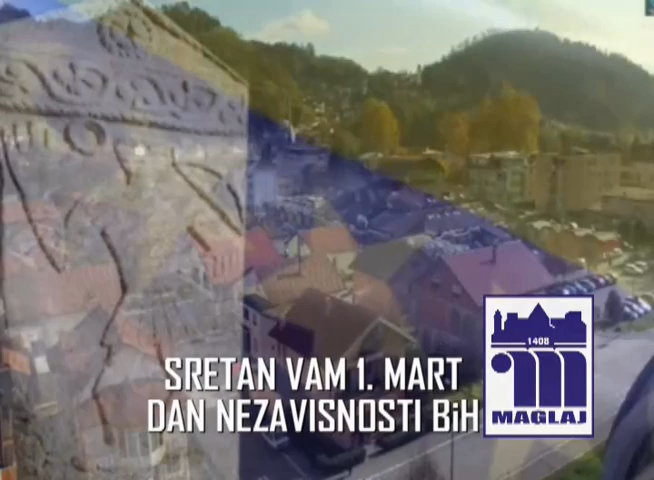 SRETAN VAM 1. MART
DAN NEZAVISNOSTI BiH
1408
m
MAGLAJ